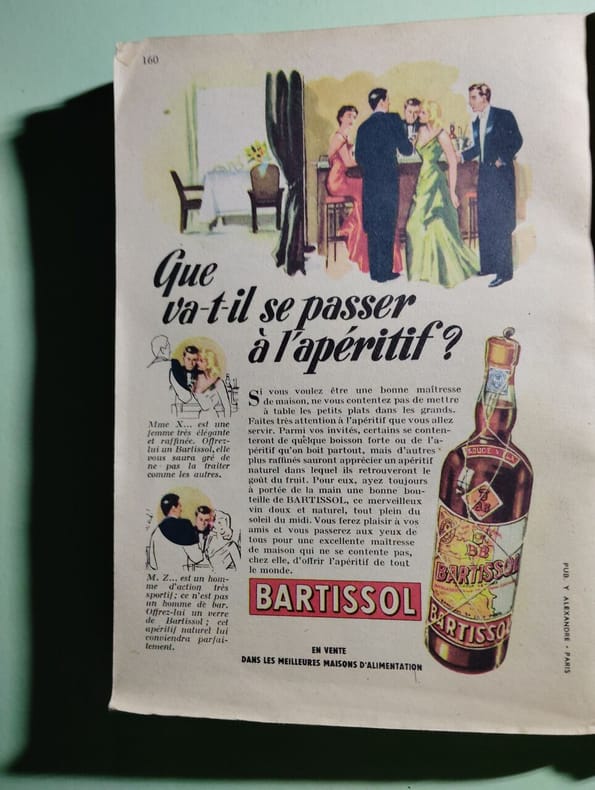 160
Que
va-t-il se passer
à l'apéritif ?
Mme X... est une
femme très élégante
et raffinée. Offrez-
lui un Bartissol, elle
vous saura gré de
ne pas la traiter
comme les autres.
M. Z... est un hom-
me d'action très
sportif ; ce n'est pas
un homme de bar.
Offrez-lui un verre
de Bartissol ; cet
apéritif naturel lui
conviendra parfai-
tement.
Si vous voulez être une bonne maîtresse
de maison, ne vous contentez pas de mettre
à table les petits plats dans les grands.
Faites très attention à l'apéritif que vous allez
servir. Parmi vos invités, certains se conten-
teront de quelque boisson forte ou de l'a-
péritif qu'on boit partout, mais d'autres
plus raffinés sauront apprécier un apéritif
naturel dans lequel ils retrouveront le
goût du fruit. Pour eux, ayez toujours
à portée de la main une bonne bou-
teille de BARTISSOL, ce merveilleux
vin doux et naturel, tout plein du
soleil du midi. Vous ferez plaisir à vos
amis et vous passerez aux yeux de
tous pour une excellente maîtresse
de maison qui ne se contente pas,
chez elle, d'offrir l'apéritif de tout
le monde.
BARTISSOL
EN VENTE
DANS LES MEILLEURES MAISONS D'ALIMENTATION
BARTISSOL
BARTISSOL
PUB. Y ALEXANDRE - PARIS